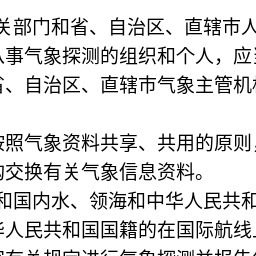 关部门和省、自治区、直辖市人
从事气象探测的组织和个人，应
省、自治区、直辖市气象主管机
按照气象资料共享、共用的原则，
构交换有关气象信息资料。
和国内水、领海和中华人民共和
华人民共和国国籍的在国际航线